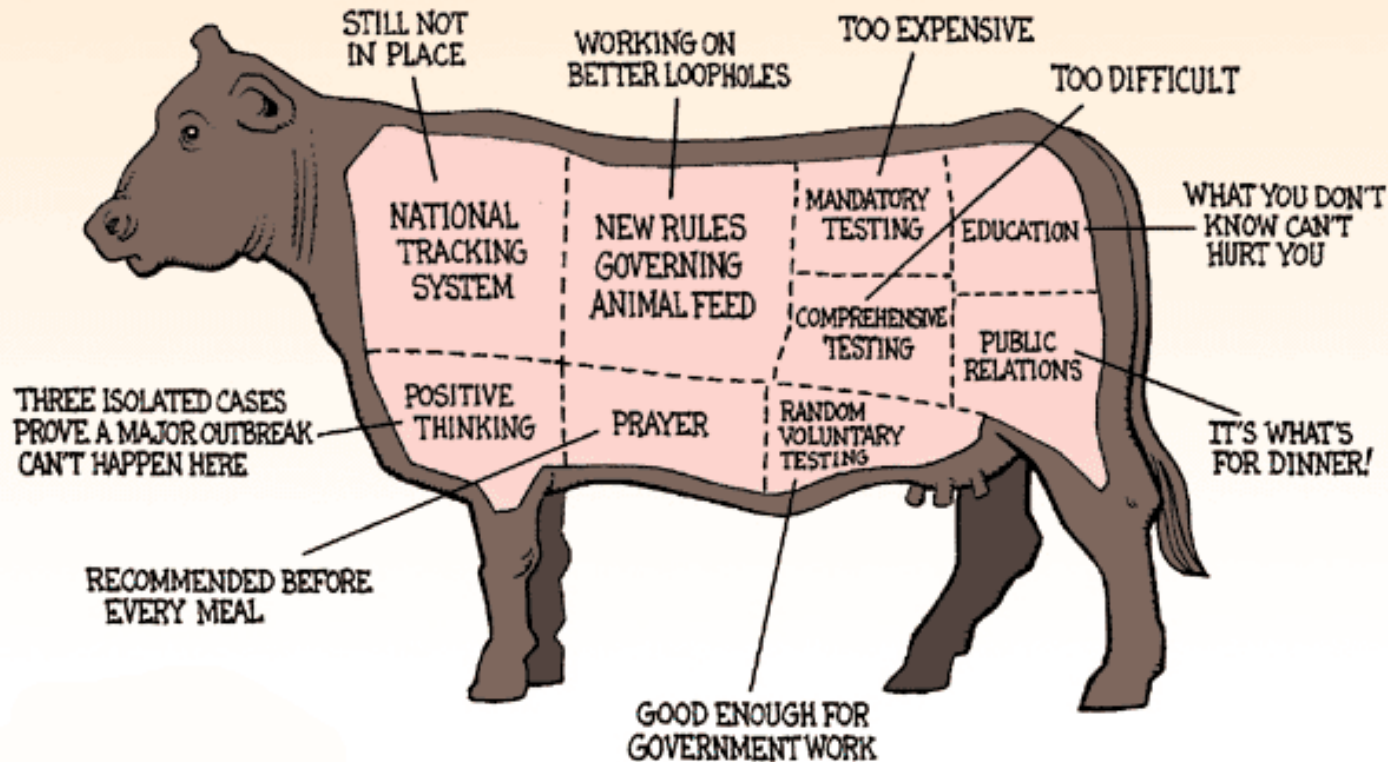 STILL NOT
IN PLACE
WORKING ON
BETTER LOOPHOLES
TOO EXPENSIVE
TOO DIFFICULT
NATIONAL
TRACKING
SYSTEM
NEW RULES
GOVERNING
ANIMAL FEED
MANDATORY
TESTING
EDUCATION
WHAT YOU DON'T
KNOW CAN'T
HURT YOU
COMPREHENSIVE
TESTING
PUBLIC
RELATIONS
THREE ISOLATED CASES
PROVE A MAJOR OUTBREAK
CAN'T HAPPEN HERE
POSITIVE
THINKING
PRAYER
RANDOM
VOLUNTARY
TESTING
IT'S WHAT'S
FOR DINNER!
RECOMMENDED BEFORE
EVERY MEAL
GOOD ENOUGH FOR
GOVERNMENT WORK